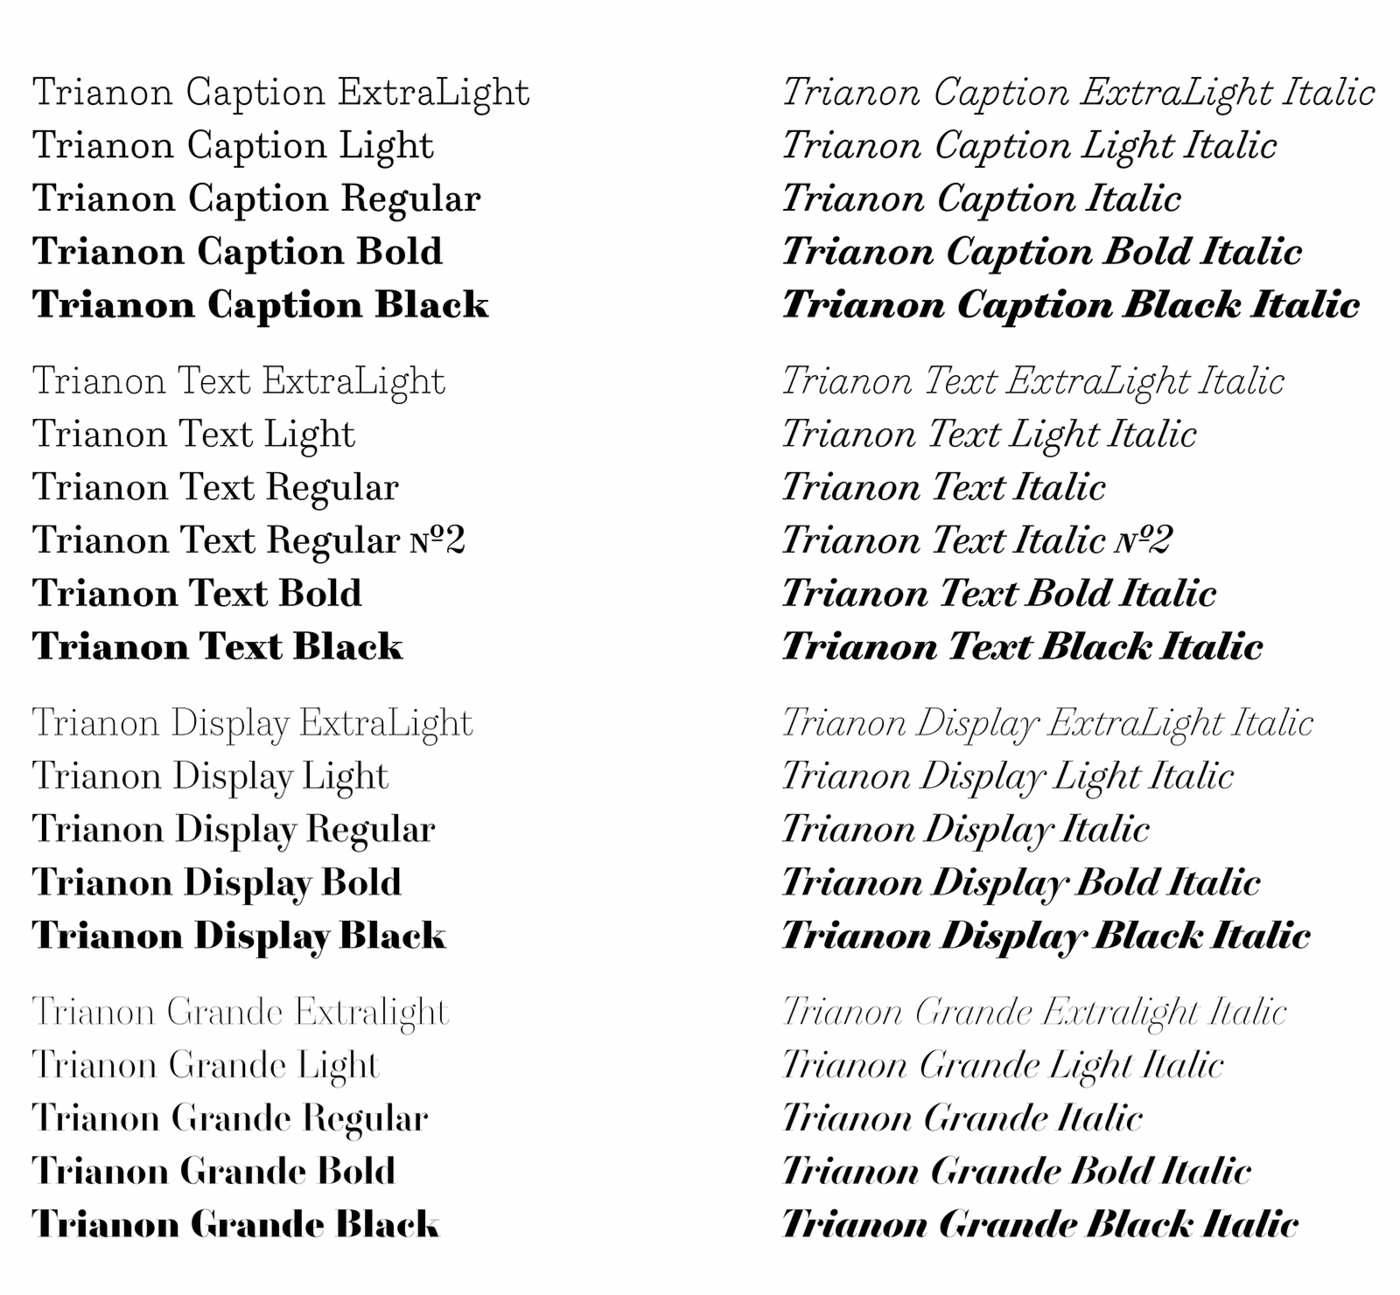 Trianon Caption ExtraLight
Trianon Caption Light
Trianon Caption Regular
Trianon Caption Bold
Trianon Caption Black
Trianon Text ExtraLight
Trianon Text Light
Trianon Text Regular
Trianon Text Regular Nº2
Trianon Text Bold
Trianon Text Black
Trianon Display ExtraLight
Trianon Display Light
Trianon Display Regular
Trianon Display Bold
Trianon Display Black
Trianon Grande Extralight
Trianon Grande Light
Trianon Grande Regular
Trianon Grande Bold
Trianon Grande Black
Trianon Caption ExtraLight Italic
Trianon Caption Light Italic
Trianon Caption Italic
Trianon Caption Bold Italic
Trianon Caption Black Italic
Trianon Text ExtraLight Italic
Trianon Text Light Italic
Trianon Text Italic
Trianon Text Italic Nº2
Trianon Text Bold Italic
Trianon Text Black Italic
Trianon Display ExtraLight Italic
Trianon Display Light Italic
Trianon Display Italic
Trianon Display Bold Italic
Trianon Display Black Italic
Trianon Grande Extralight Italic
Trianon Grande Light Italic
Trianon Grande Italic
Trianon Grande Bold Italic
Trianon Grande Black Italic